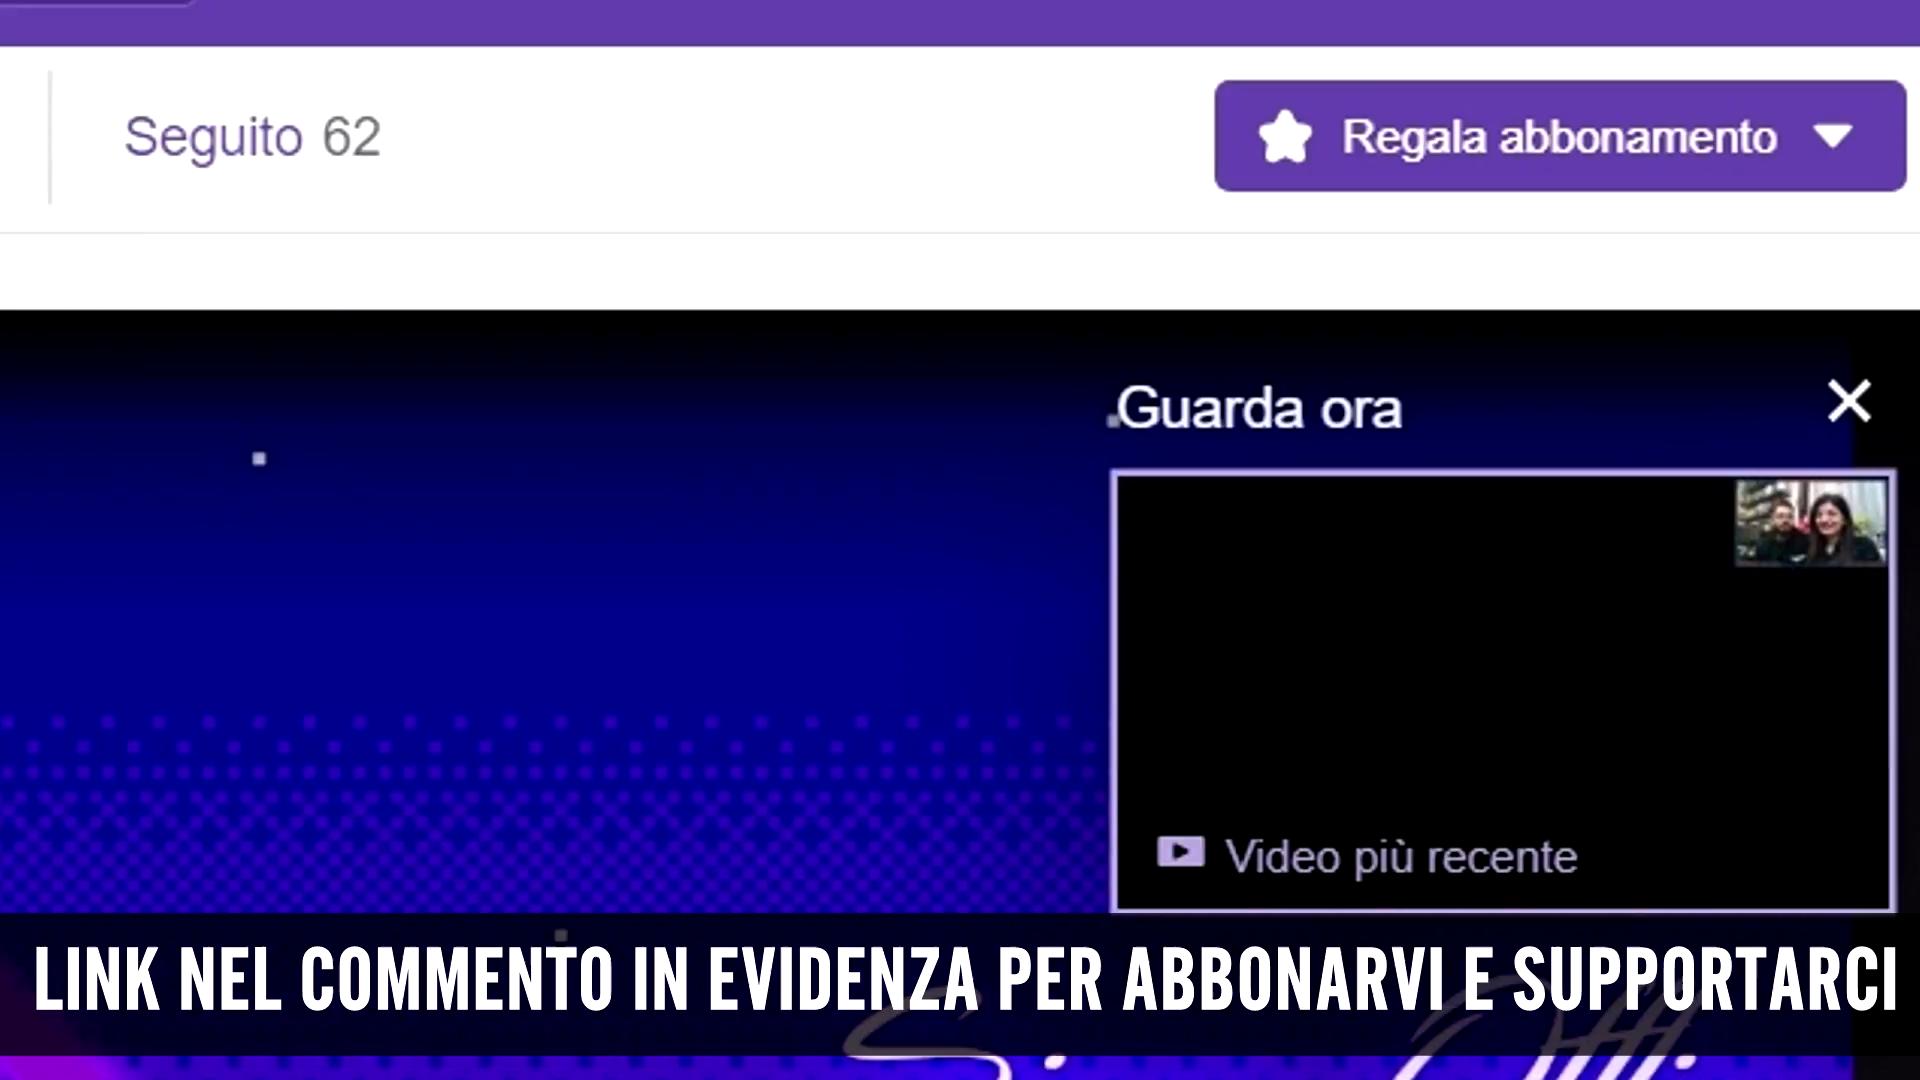 Seguito 62
Regala abbonamento
Guarda ora
Video più recente
LINK NEL COMMENTO IN EVIDENZA PER ABBONARVI E SUPPORTARCI